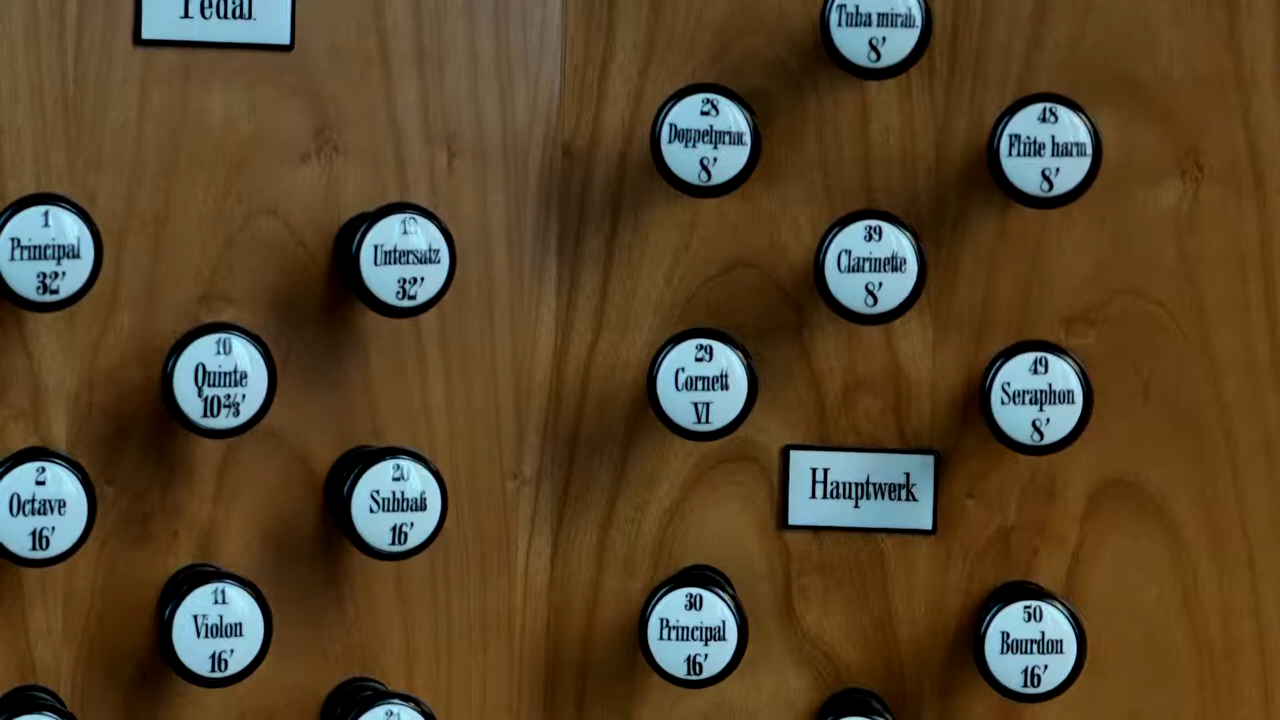 Pedal.
Tuba mirab.
8'
28
Doppelprinc.
8'
48
Flûte harm.
8'
1
Principal
32'
19
Untersatz
32'
39
Clarinette
8'
10
Quinte
10⅔'
29
Cornett
VI
49
Seraphon
8'
2
Octave
16'
20
Subbaß
16'
Hauptwerk
11
Violon
16'
30
Principal
16'
50
Bourdon
16'
21